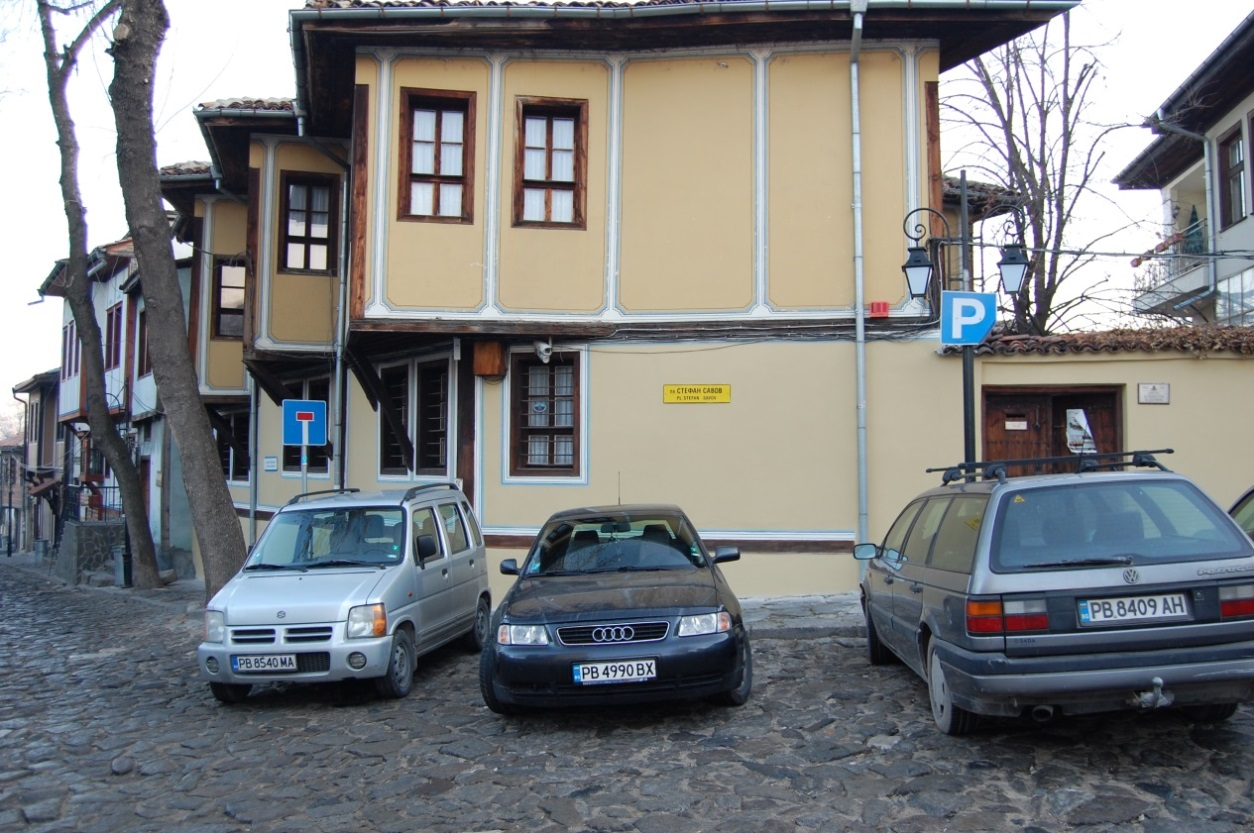 P
пл. СТЕФАН САВОВ
PL. STEFAN SAVOV
PB 8540 MA
PB 4990 BX
PB 8409 AH